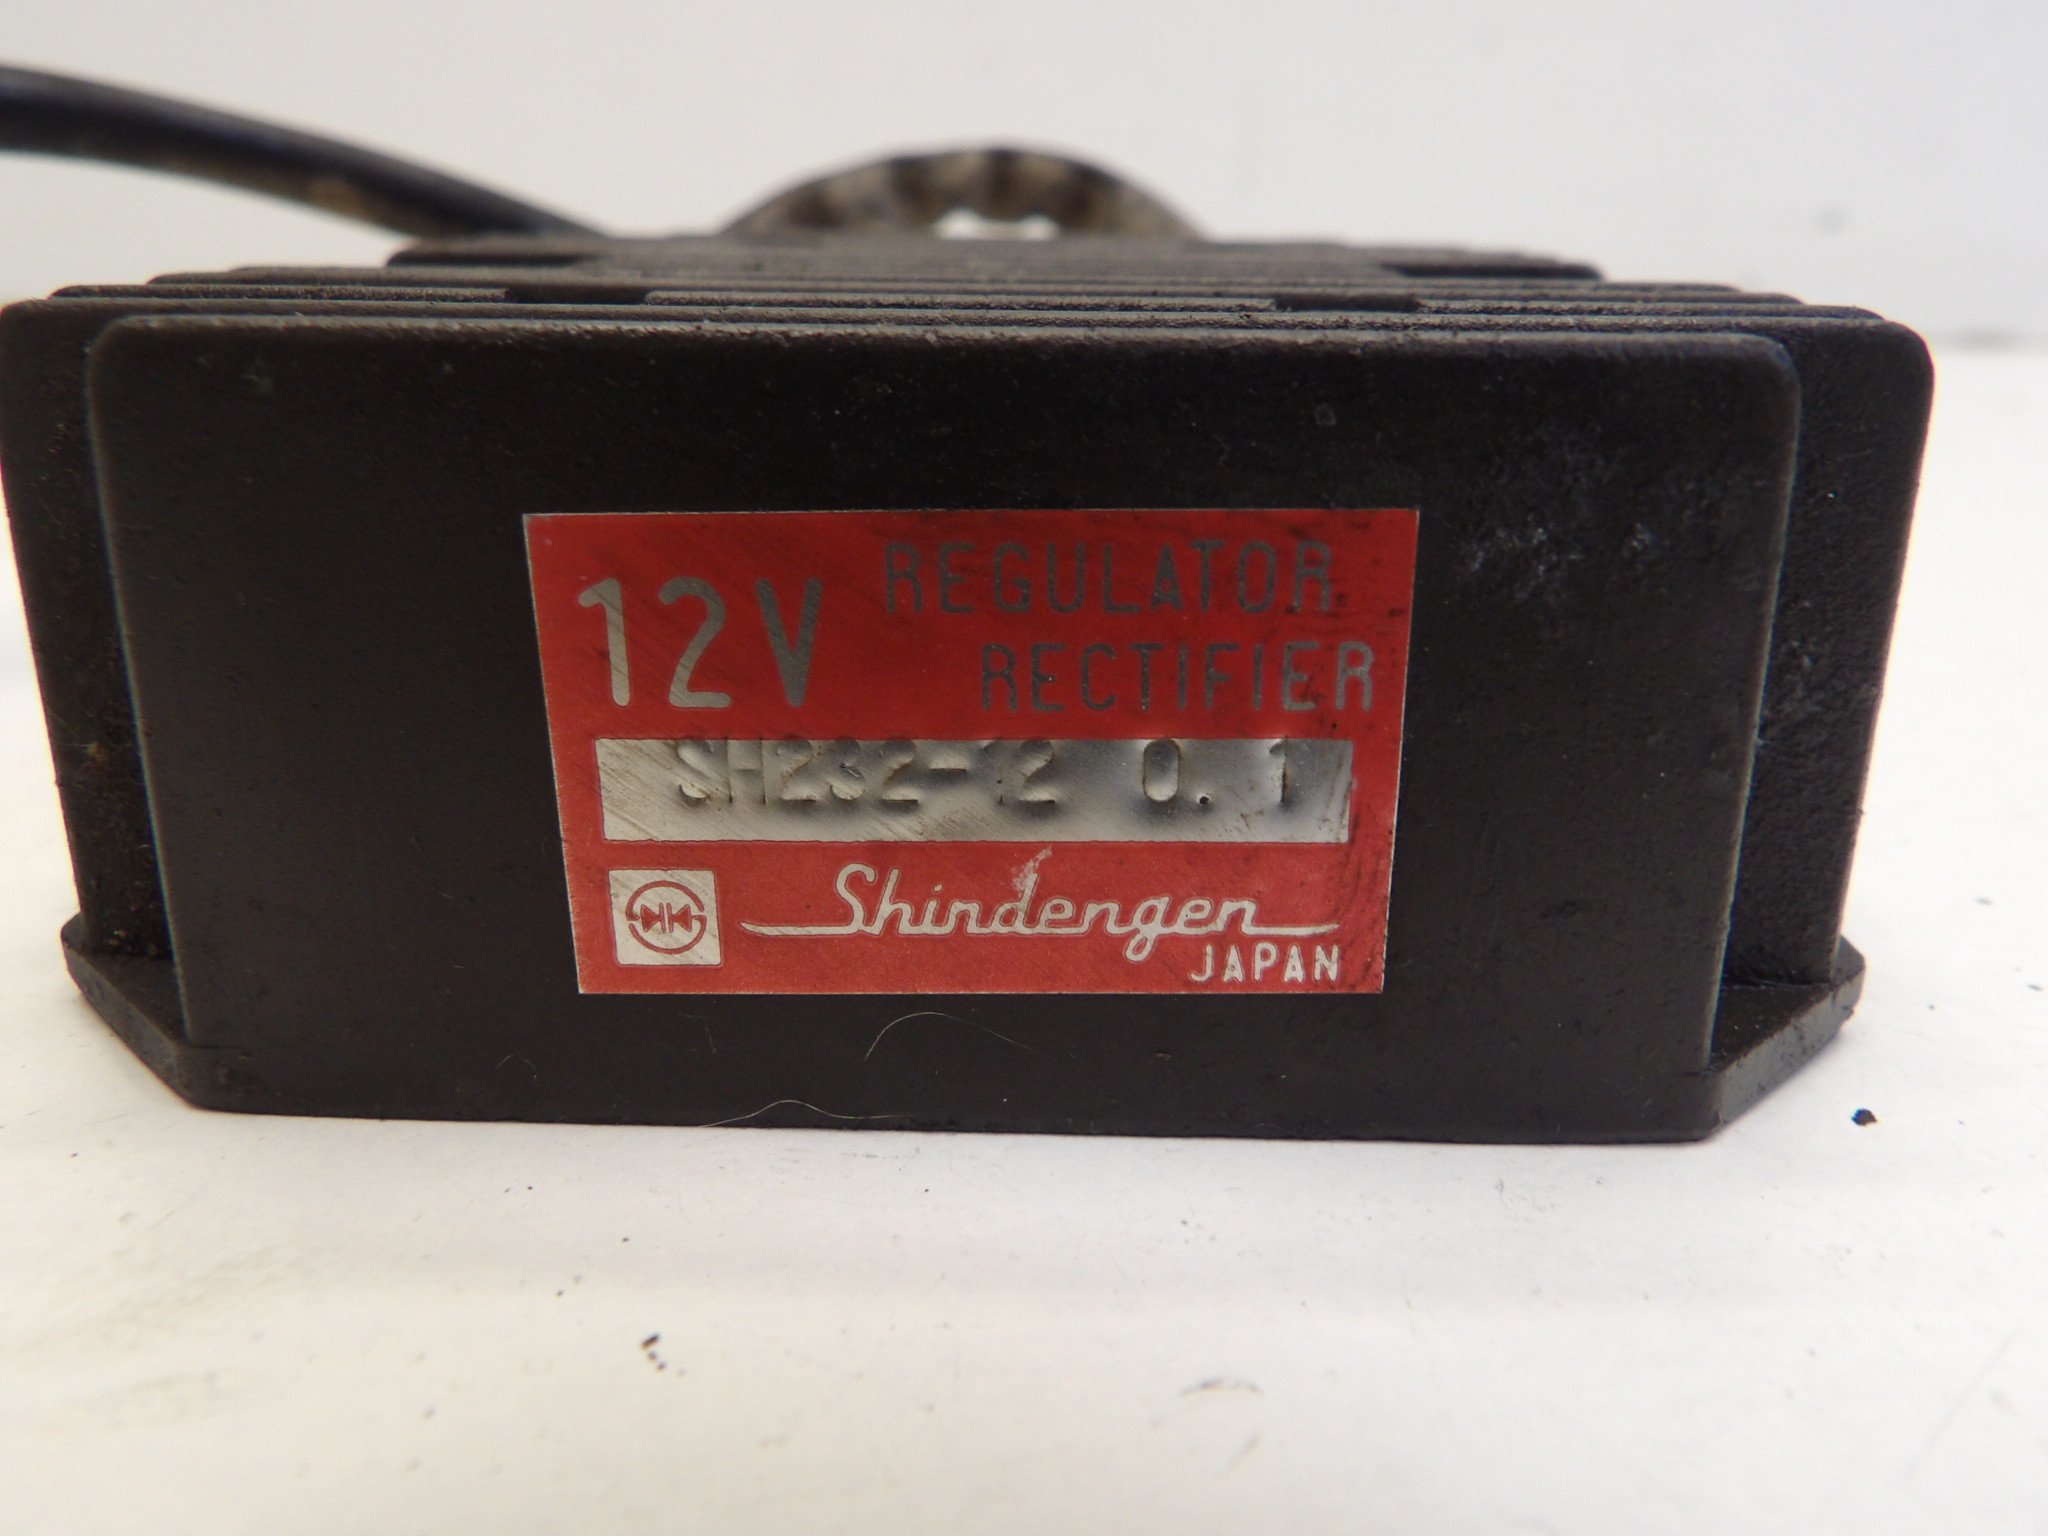 12V REGULATOR
RECTIFIER
SH232-12 0.1
Shindengen
JAPAN